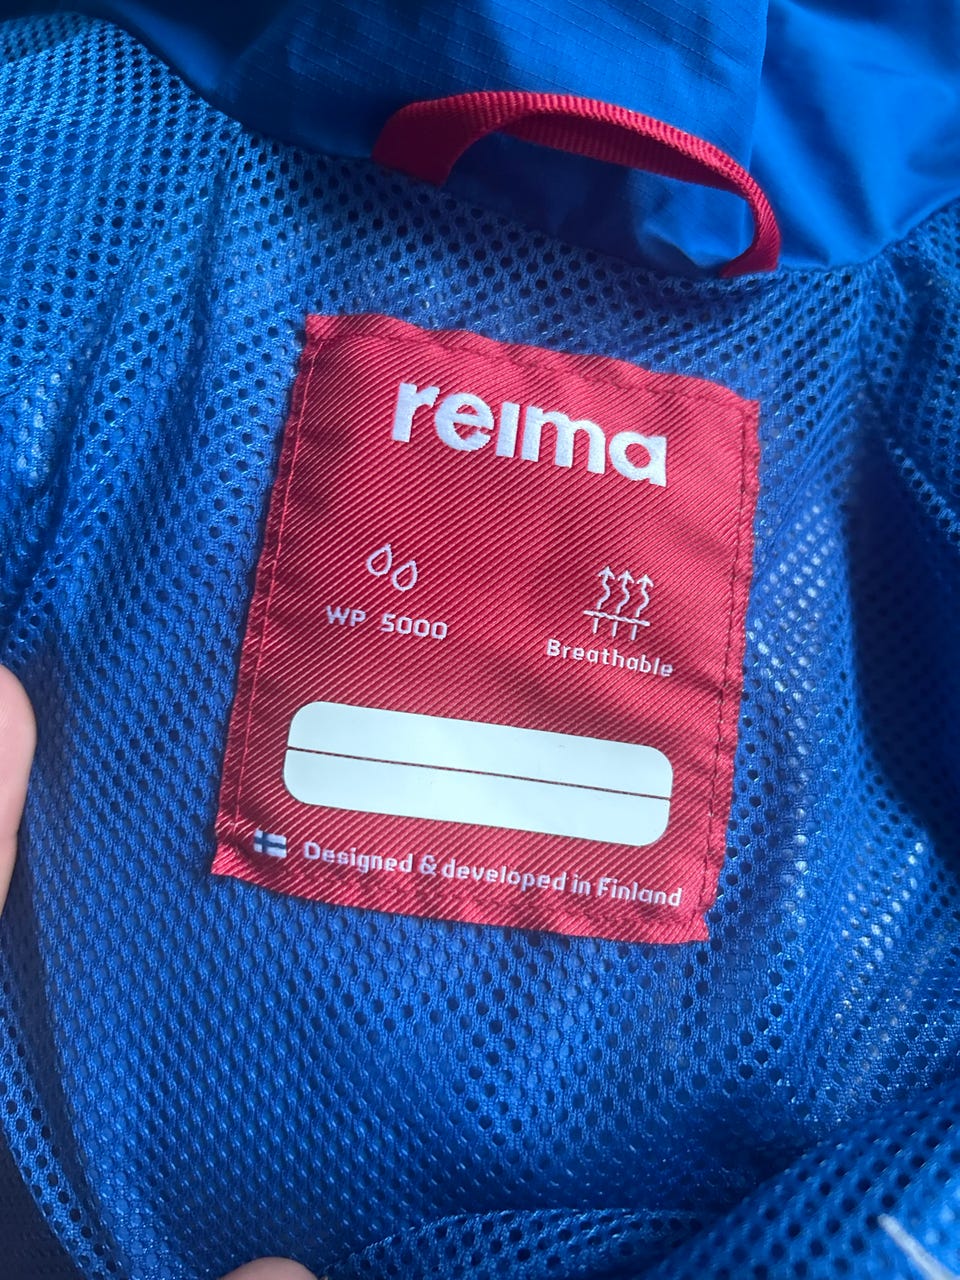 reima
WP 5000
Breathable
Designed & developed in Finland